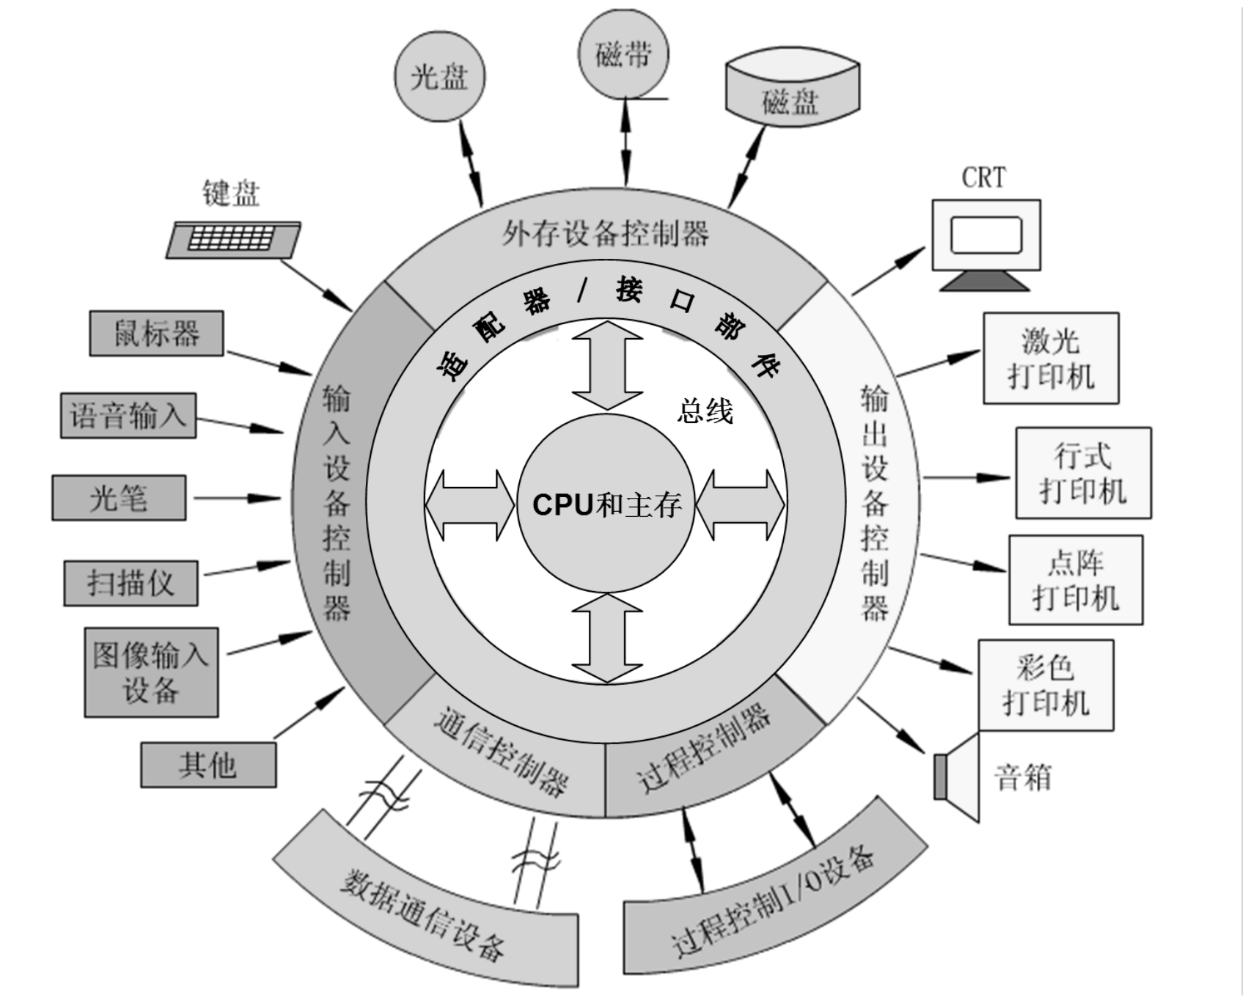 光盘
磁带
磁盘
键盘
CRT
外存设备控制器
适配器/接口部件
鼠标器
语音输入
光笔
扫描仪
图像输入
设备
其他
输入设备控制器
总线
CPU和主存
输出设备控制器
激光
打印机
行式
打印机
点阵
打印机
彩色
打印机
音箱
通信控制器
过程控制器
数据通信设备
过程控制I/O设备